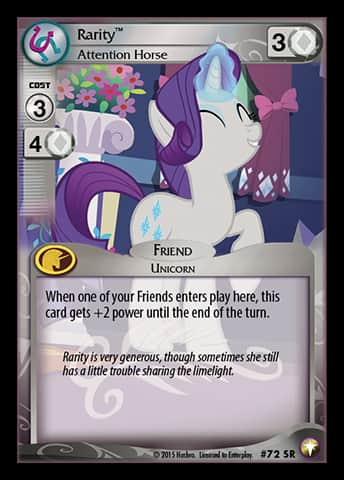 Rarity™
Attention Horse
3
COST
3
4
FRIEND
UNICORN
When one of your Friends enters play here, this
card gets +2 power until the end of the turn.
Rarity is very generous, though sometimes she still
has a little trouble sharing the limelight.
© 2015 Hasbro. Licensed to Enterplay. #72 SR